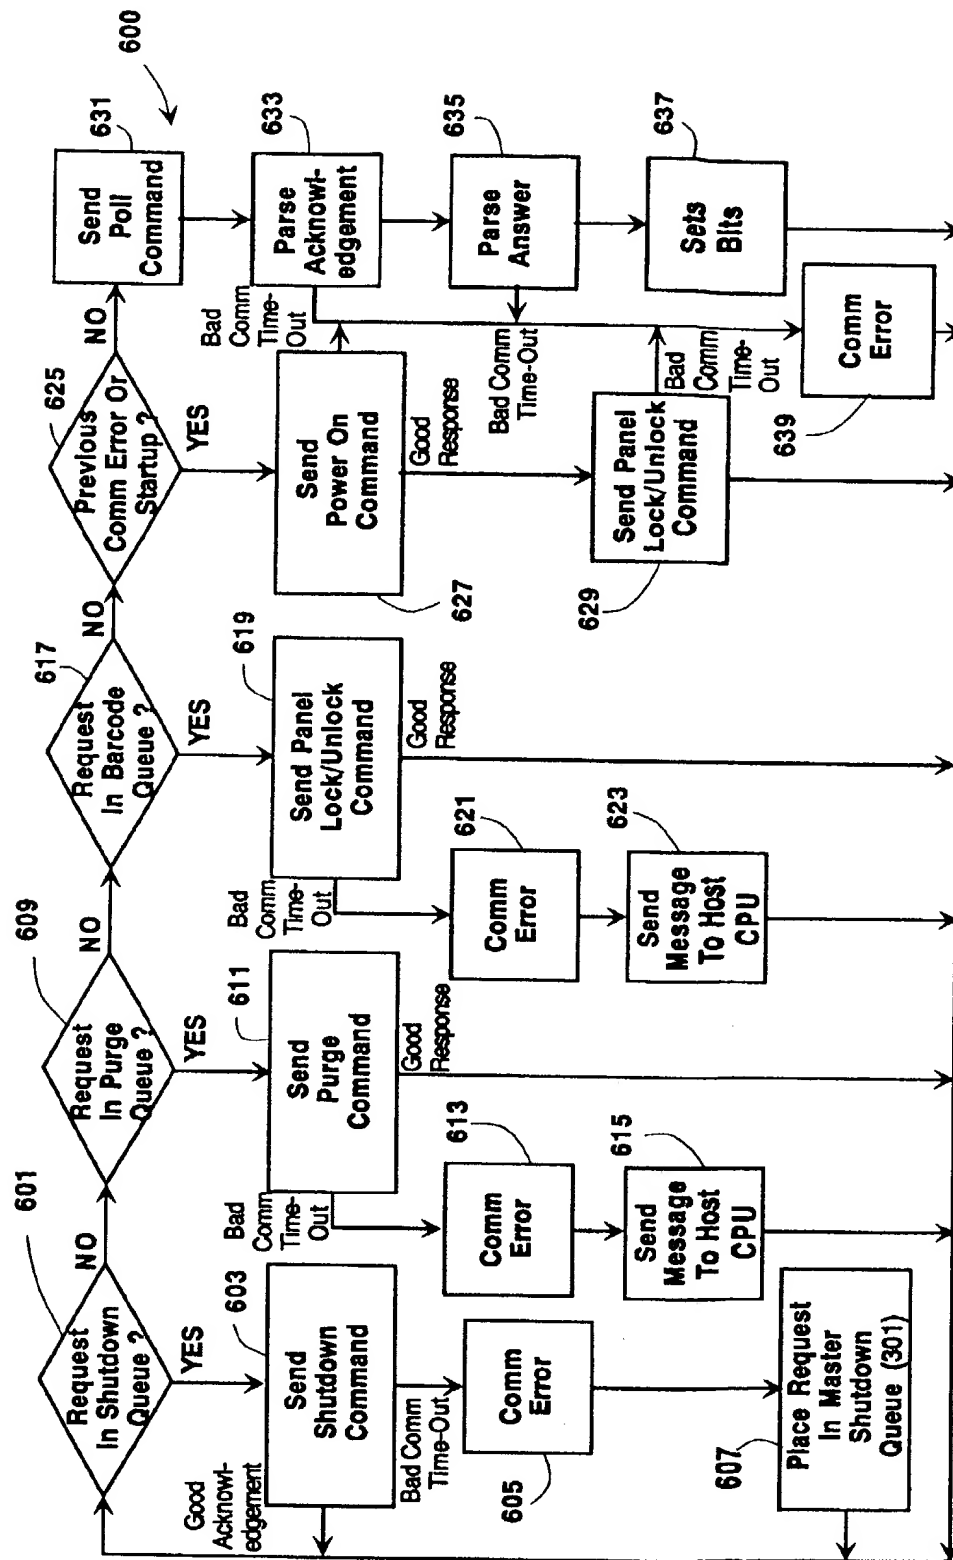 600
601
Request
In Shutdown
Queue ?
NO
YES
603
Send
Shutdown
Command
Good
Acknowl-
edgement
Bad Comm
Time-Out
605
Comm
Error
607
Place Request
In Master
Shutdown
Queue (301)
609
Request
In Purge
Queue ?
NO
YES
611
Send
Purge
Command
Good
Response
Bad
Comm
Time-
Out
613
Comm
Error
615
Send
Message
To Host
CPU
617
Request
In Barcode
Queue ?
NO
YES
619
Send Panel
Lock/Unlock
Command
Good
Response
Bad
Comm
Time-
Out
621
Comm
Error
623
Send
Message
To Host
CPU
625
Previous
Comm Error Or
Startup ?
NO
YES
627
Send
Power On
Command
Good
Response
629
Send Panel
Lock/Unlock
Command
Bad
Comm
Time-
Out
631
Send
Poll
Command
633
Parse
Acknowl-
edgement
Bad
Comm
Time-
Out
635
Parse
Answer
Bad Comm
Time-Out
637
Sets
Bits
639
Comm
Error